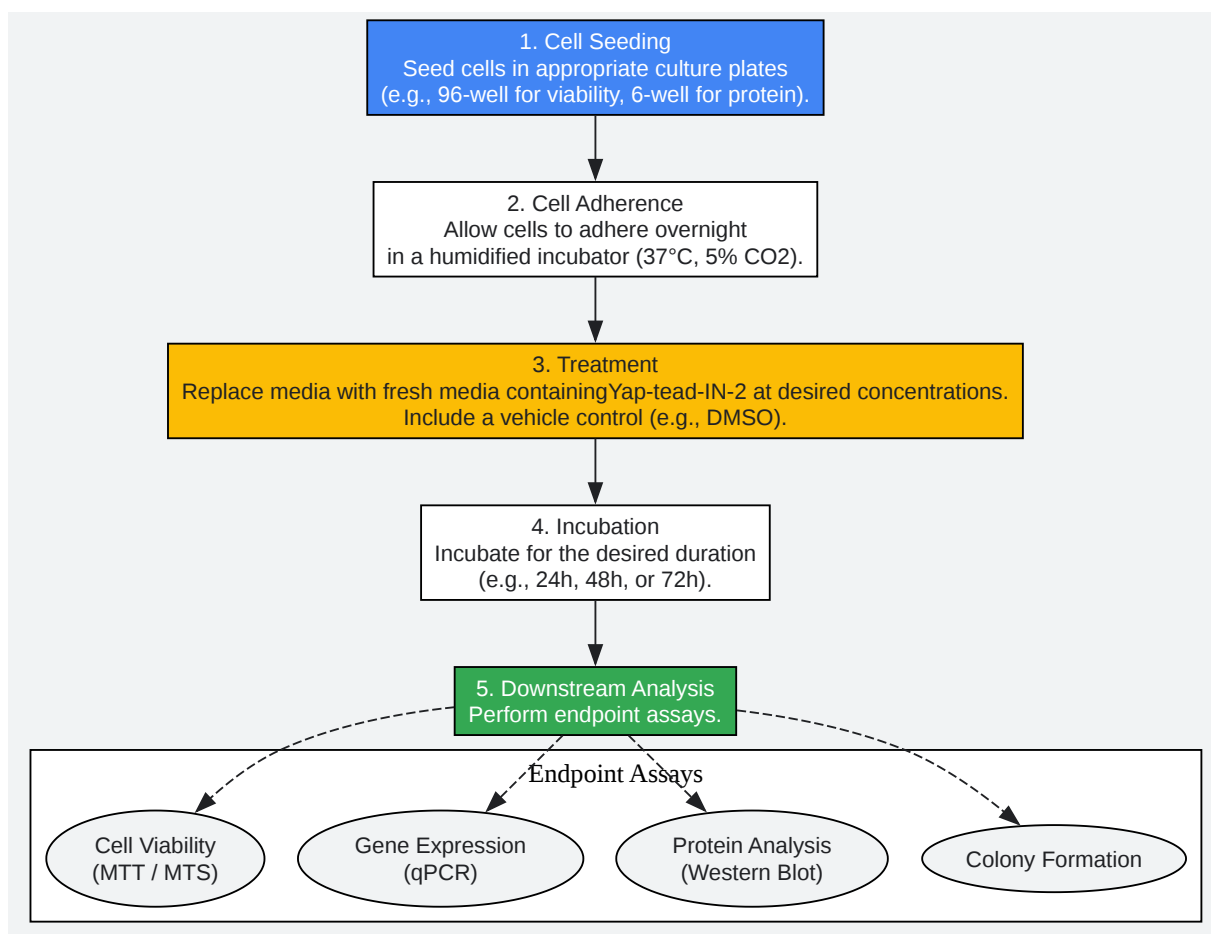 1. Cell Seeding
Seed cells in appropriate culture plates
(e.g., 96-well for viability, 6-well for protein).
2. Cell Adherence
Allow cells to adhere overnight
in a humidified incubator (37°C, 5% CO2).
3. Treatment
Replace media with fresh media containingYap-tead-IN-2 at desired concentrations.
Include a vehicle control (e.g., DMSO).
4. Incubation
Incubate for the desired duration
(e.g., 24h, 48h, or 72h).
5. Downstream Analysis
Perform endpoint assays.
Endpoint Assays
Cell Viability
(MTT / MTS)
Gene Expression
(qPCR)
Protein Analysis
(Western Blot)
Colony Formation